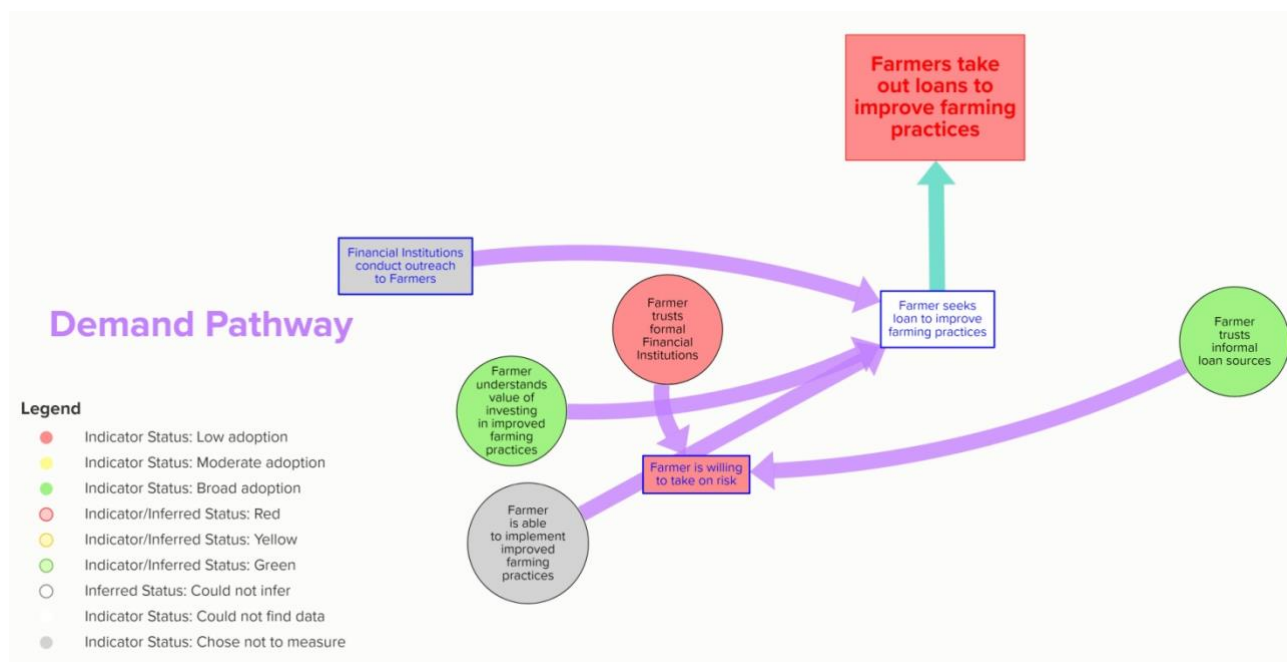 Farmers take
out loans to
improve farming
practices
Financial Institutions
conduct outreach
to Farmers
Farmer
trusts
formal
Financial
Institutions
Farmer seeks
loan to improve
farming practices
Farmer
trusts
informal
loan sources
Demand Pathway
Farmer
understands
value of
investing
in improved
farming
practices
Farmer is willing
to take on risk
Farmer
is able
to implement
improved
farming
practices
Legend
Indicator Status: Low adoption
Indicator Status: Moderate adoption
Indicator Status: Broad adoption
Indicator/Inferred Status: Red
Indicator/Inferred Status: Yellow
Indicator/Inferred Status: Green
Inferred Status: Could not infer
Indicator Status: Could not find data
Indicator Status: Chose not to measure